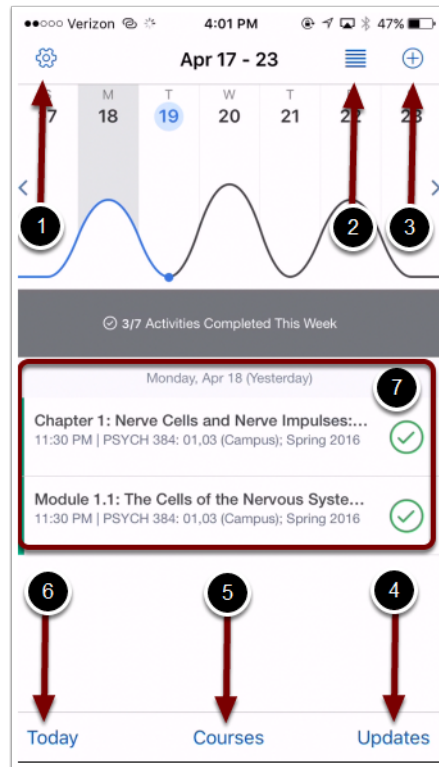 Verizon 4:01 PM 47%
Apr 17 - 23
M T W T
18 19 20 21
1
2
3
3/7 Activities Completed This Week
Monday, Apr 18 (Yesterday)
7
Chapter 1: Nerve Cells and Nerve Impulses:...
11:30 PM | PSYCH 384: 01,03 (Campus); Spring 2016
Module 1.1: The Cells of the Nervous Syste...
11:30 PM | PSYCH 384: 01,03 (Campus); Spring 2016
6
5
4
Today Courses Updates